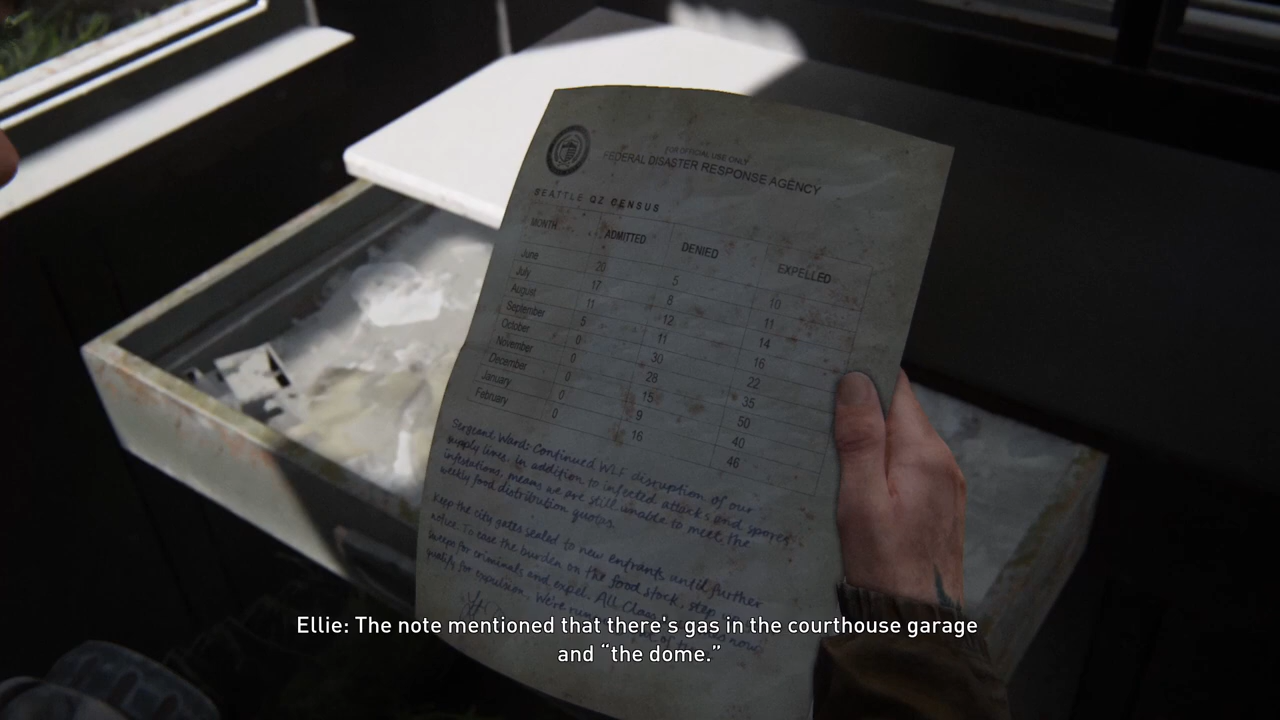 FOR OFFICIAL USE ONLY
FEDERAL DISASTER RESPONSE AGENCY
SEATTLE QZ CENSUS
MONTH ADMITTED DENIED EXPELLED
June 20 5 10
July 17 8 11
August 11 12 14
September 5 11 16
October 0 30 22
November 0 28 35
December 0 15 50
January 0 9 40
February 0 16 46
Sergeant Ward: Continued WLF disruption of our
supply lines, in addition to infected attacks and spores
infestations, means we are still unable to meet the
weekly food distribution quotas.
Keep the city gates sealed to new entrants until further
notice. To ease the burden on the food stock, step
sweeps for criminals and expel. All Class now
qualify for expulsion. We're out of
Ellie: The note mentioned that there's gas in the courthouse garage
and “the dome.”